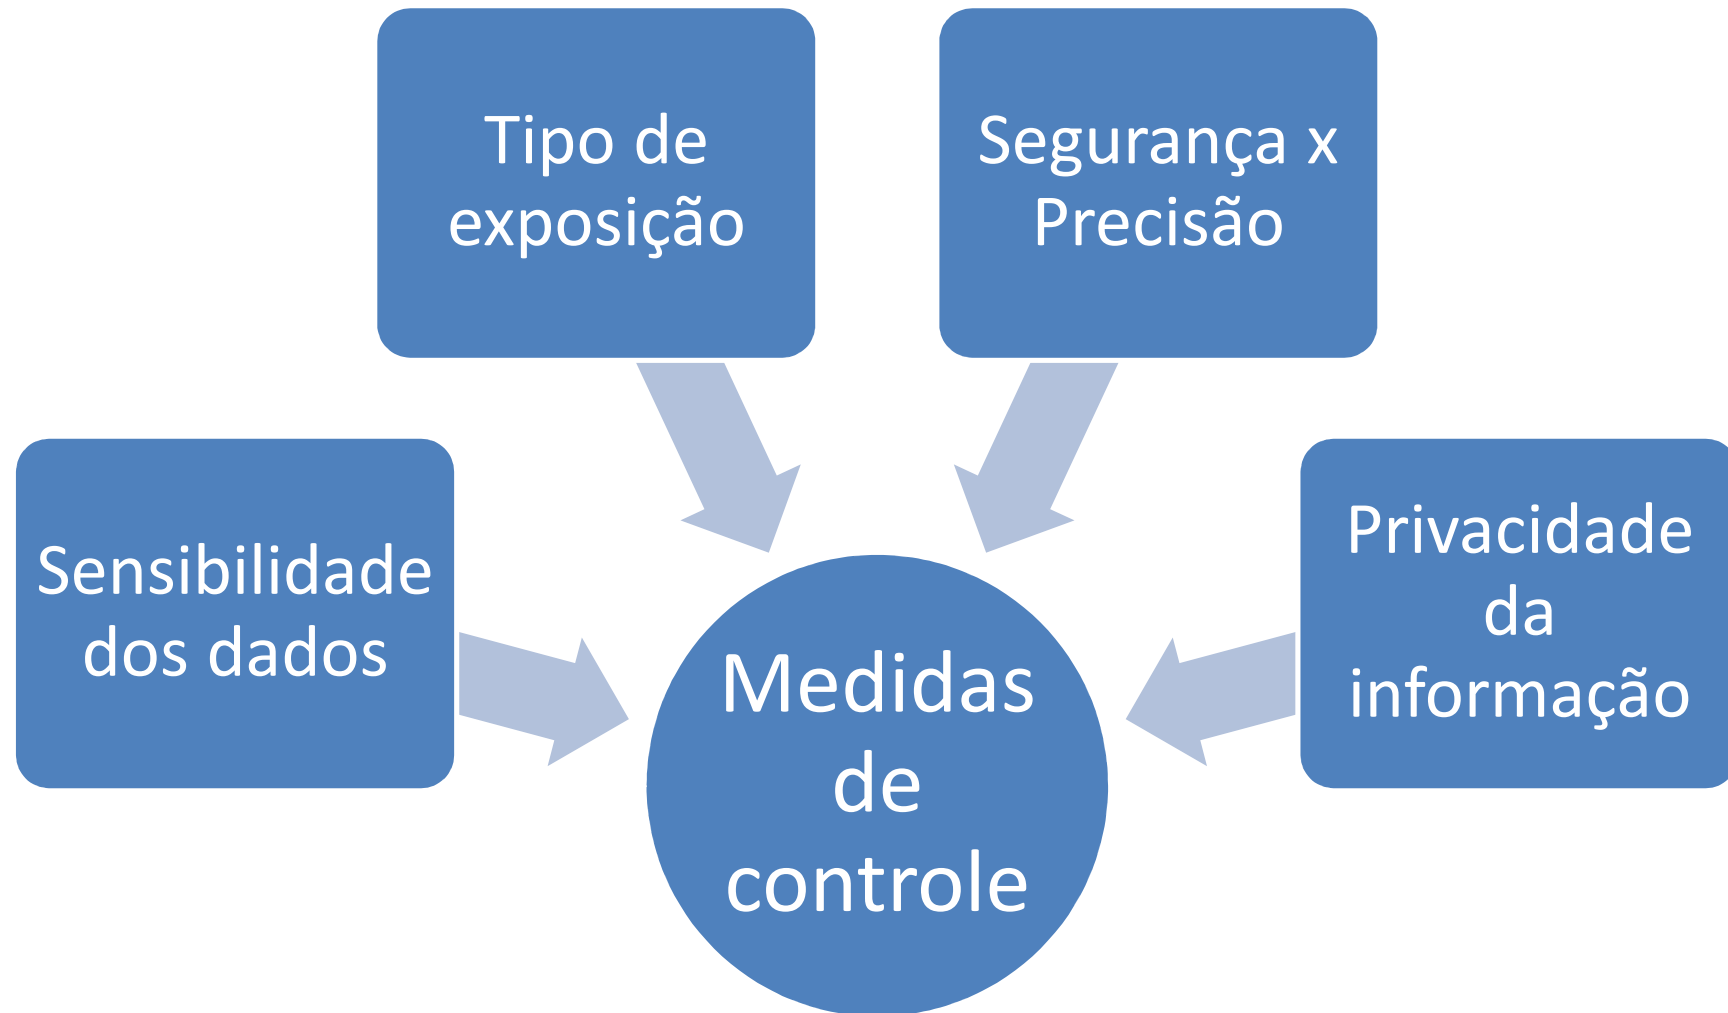 Tipo de
exposição
Segurança x
Precisão
Sensibilidade
dos dados
Privacidade
da
informação
Medidas
de
controle